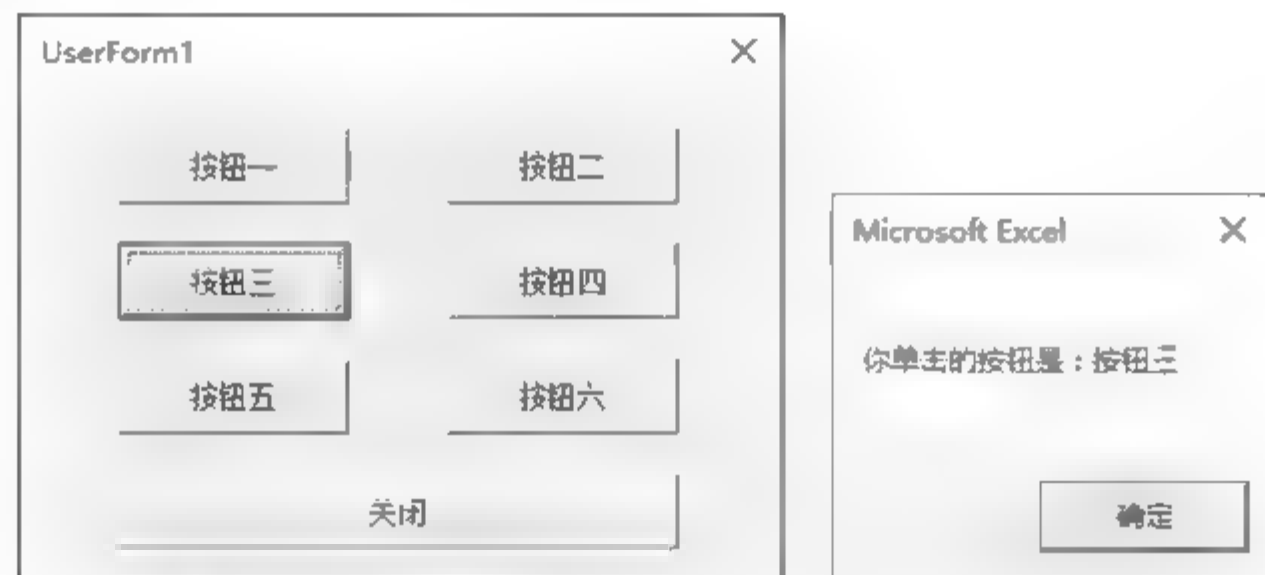 UserForm1
按钮一
按钮二
按钮三
按钮四
按钮五
按钮六
关闭
Microsoft Excel
你单击的按钮是：按钮三
确定